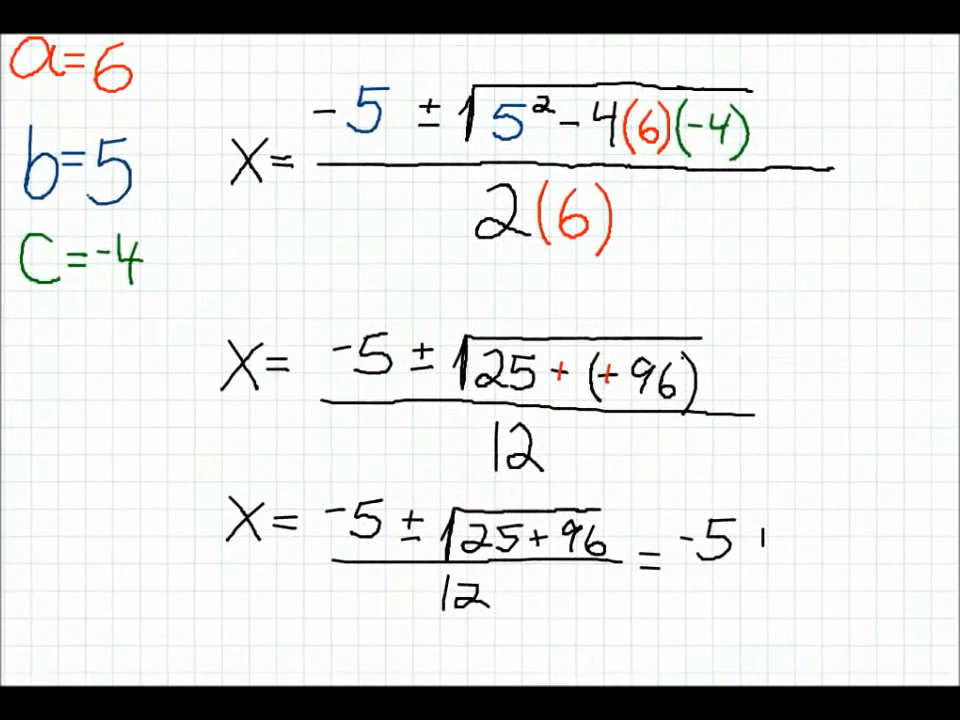 a=6
b=5
c=-4
x= -5 ± √5² - 4(6)(-4)
2(6)
x= -5 ± √25 + (+96)
12
x= -5 ± √25+96 = -5 ı
12